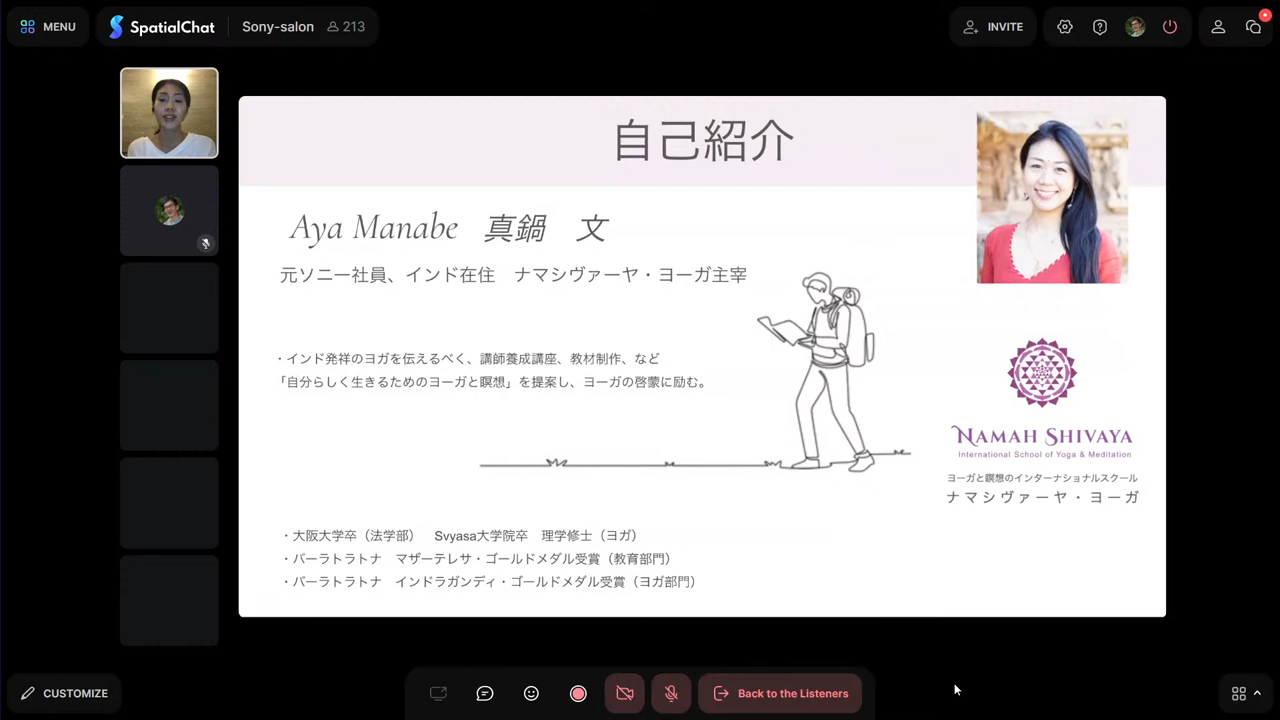 MENU
SpatialChat
Sony-salon
213
INVITE
自己紹介
Aya Manabe 真鍋 文
元ソニー社員、インド在住 ナマシヴァーヤ・ヨーガ主宰
・インド発祥のヨガを伝えるべく、講師養成講座、教材制作、など
「自分らしく生きるためのヨーガと瞑想」を提案し、ヨーガの啓蒙に励む。
NAMAH SHIVAYA
International School of Yoga & Meditation
ヨーガと瞑想のインターナショナルスクール
ナマシヴァーヤ・ヨーガ
・大阪大学卒（法学部） Svyasa大学院卒 理学修士（ヨガ）
・バーラトラトナ マザーテレサ・ゴールドメダル受賞（教育部門）
・バーラトラトナ インドラガンディ・ゴールドメダル受賞（ヨガ部門）
CUSTOMIZE
Back to the Listeners